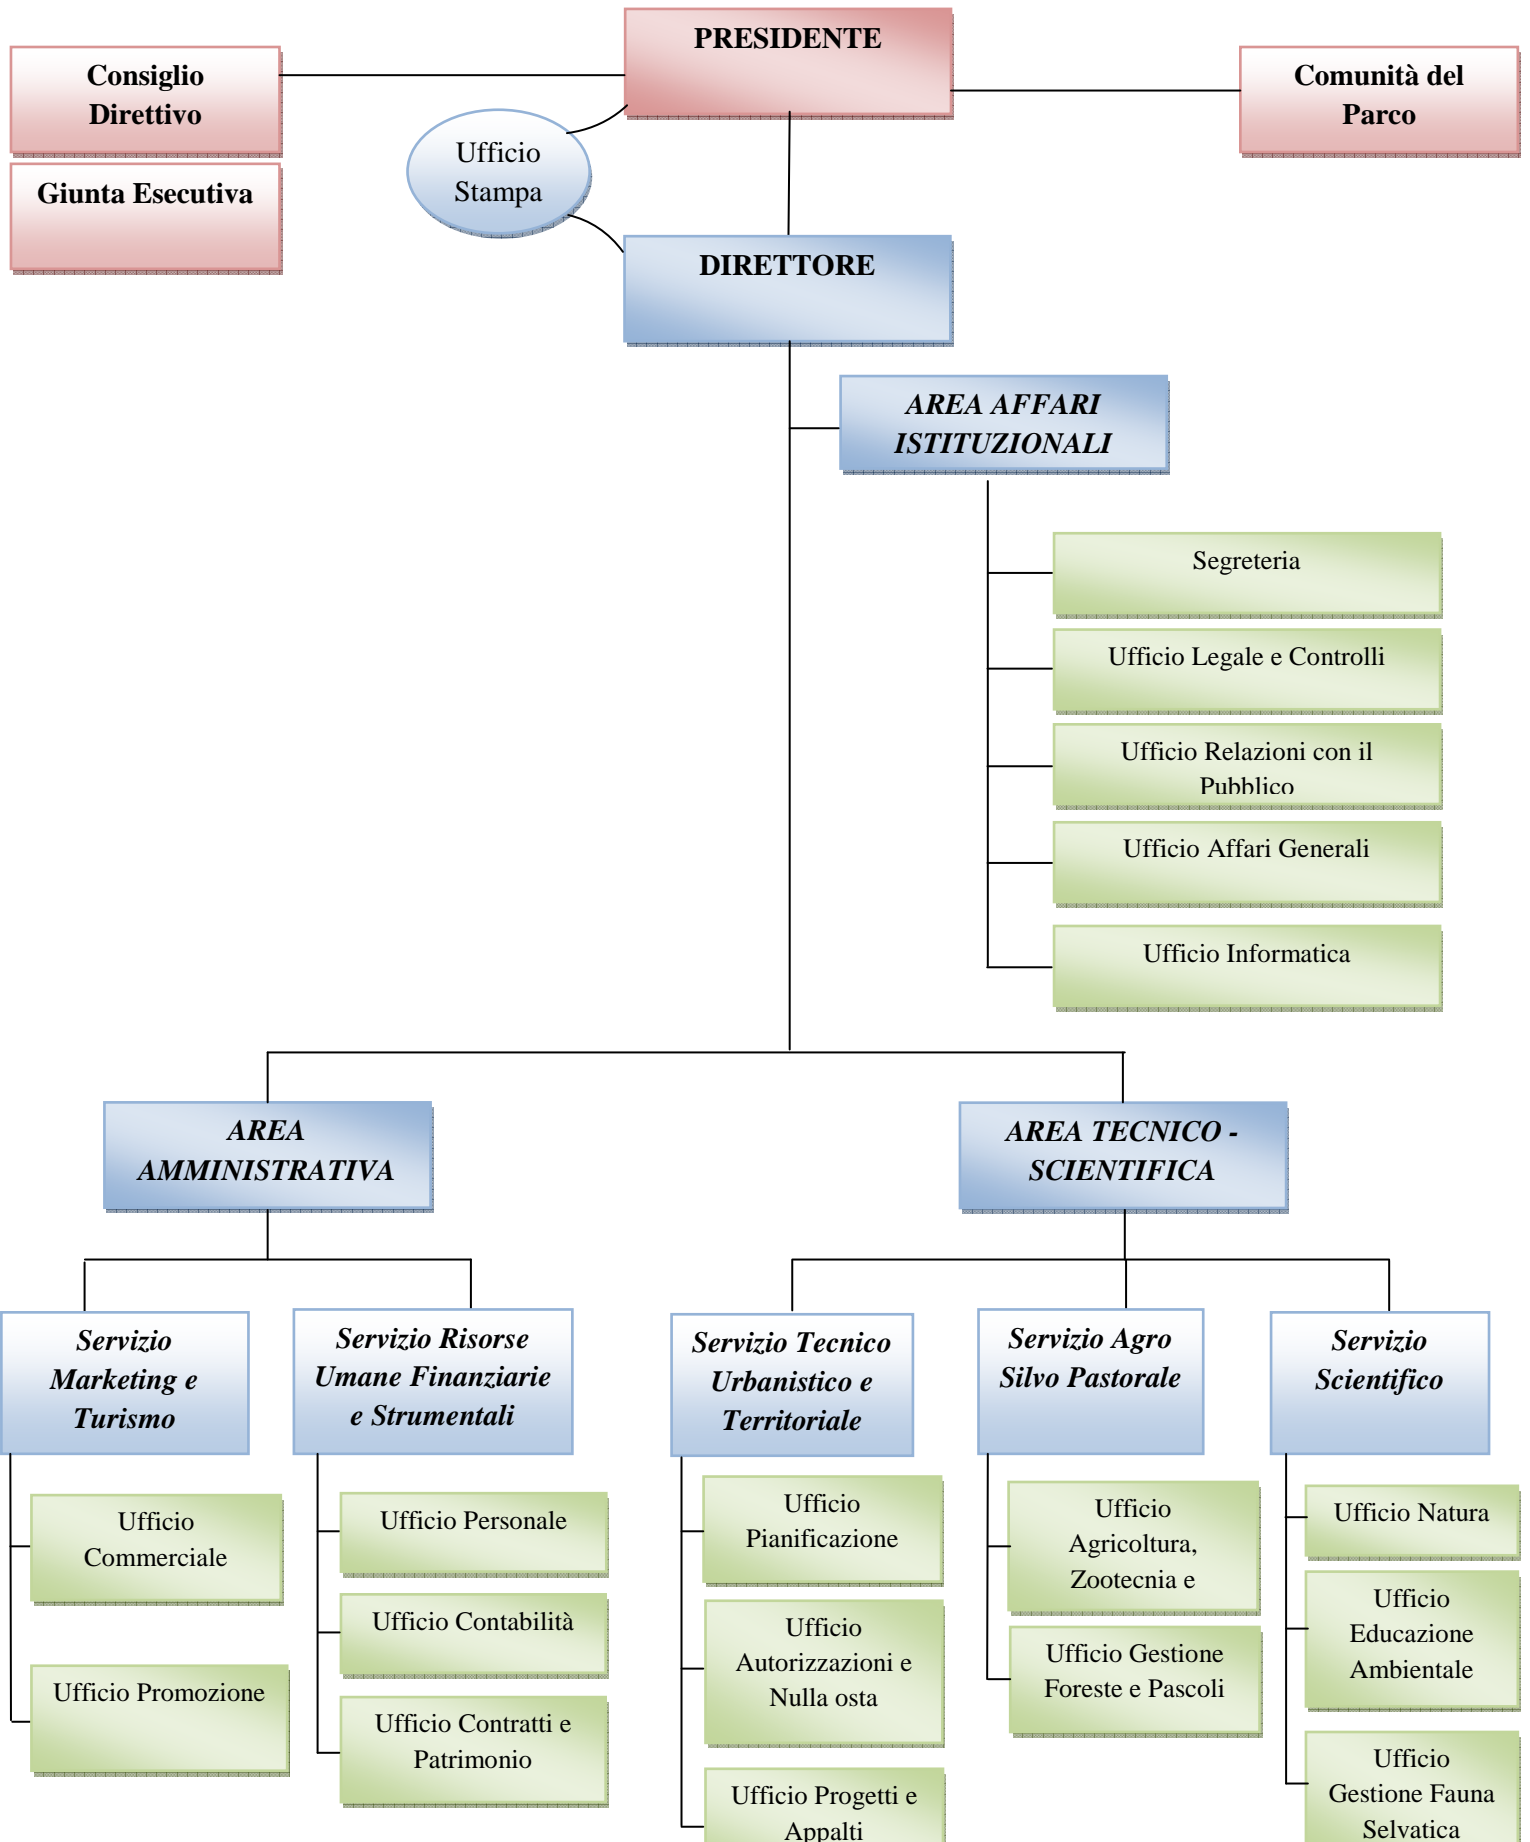 PRESIDENTE
Consiglio
Direttivo
Comunità del
Parco
Ufficio
Stampa
Giunta Esecutiva
DIRETTORE
AREA AFFARI
ISTITUZIONALI
Segreteria
Ufficio Legale e Controlli
Ufficio Relazioni con il
Pubblico
Ufficio Affari Generali
Ufficio Informatica
AREA
AMMINISTRATIVA
AREA TECNICO -
SCIENTIFICA
Servizio
Marketing e
Turismo
Servizio Risorse
Umane Finanziarie
e Strumentali
Servizio Tecnico
Urbanistico e
Territoriale
Servizio Agro
Silvo Pastorale
Servizio
Scientifico
Ufficio
Commerciale
Ufficio Promozione
Ufficio Personale
Ufficio Contabilità
Ufficio Contratti e
Patrimonio
Ufficio
Pianificazione
Ufficio
Autorizzazioni e
Nulla osta
Ufficio Progetti e
Appalti
Ufficio
Agricoltura,
Zootecnia e
Ufficio Gestione
Foreste e Pascoli
Ufficio Natura
Ufficio
Educazione
Ambientale
Ufficio
Gestione Fauna
Selvatica